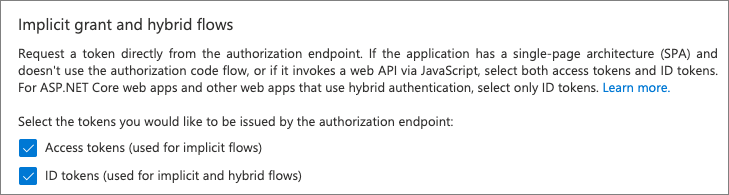 Implicit grant and hybrid flows
Request a token directly from the authorization endpoint. If the application has a single-page architecture (SPA) and
doesn't use the authorization code flow, or if it invokes a web API via JavaScript, select both access tokens and ID tokens.
For ASP.NET Core web apps and other web apps that use hybrid authentication, select only ID tokens. Learn more.
Select the tokens you would like to be issued by the authorization endpoint:
Access tokens (used for implicit flows)
ID tokens (used for implicit and hybrid flows)